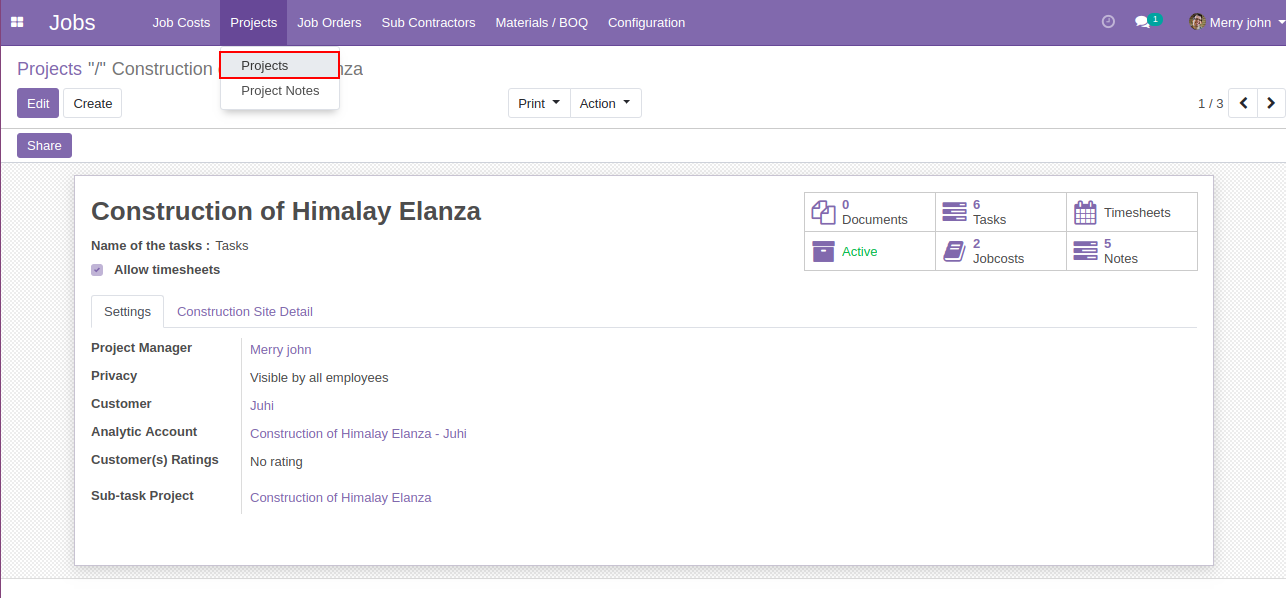 Jobs Job Costs Projects Job Orders Sub Contractors Materials / BOQ Configuration 1 Merry john
Projects "/" Construction nza
Projects
Project Notes
Edit Create Print Action 1 / 3
Share
Construction of Himalay Elanza
0 Documents 6 Tasks Timesheets
Active 2 Jobcosts 5 Notes
Name of the tasks : Tasks
Allow timesheets
Settings Construction Site Detail
Project Manager Merry john
Privacy Visible by all employees
Customer Juhi
Analytic Account Construction of Himalay Elanza - Juhi
Customer(s) Ratings No rating
Sub-task Project Construction of Himalay Elanza